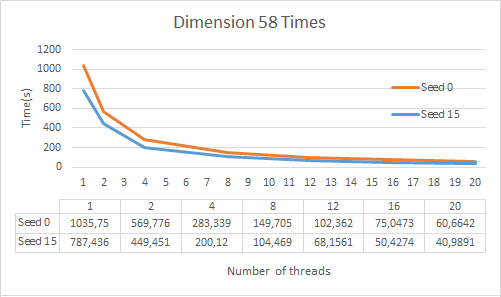 Dimension 58 Times
1200
1000
800
600
400
200
0
Time(s)
Seed 0
Seed 15
1 2 3 4 5 6 7 8 9 10 11 12 13 14 15 16 17 18 19 20
1 2 4 8 12 16 20
Seed 0 1035,75 569,776 283,339 149,705 102,362 75,0473 60,6642
Seed 15 787,436 449,451 200,12 104,469 68,1561 50,4274 40,9891
Number of threads